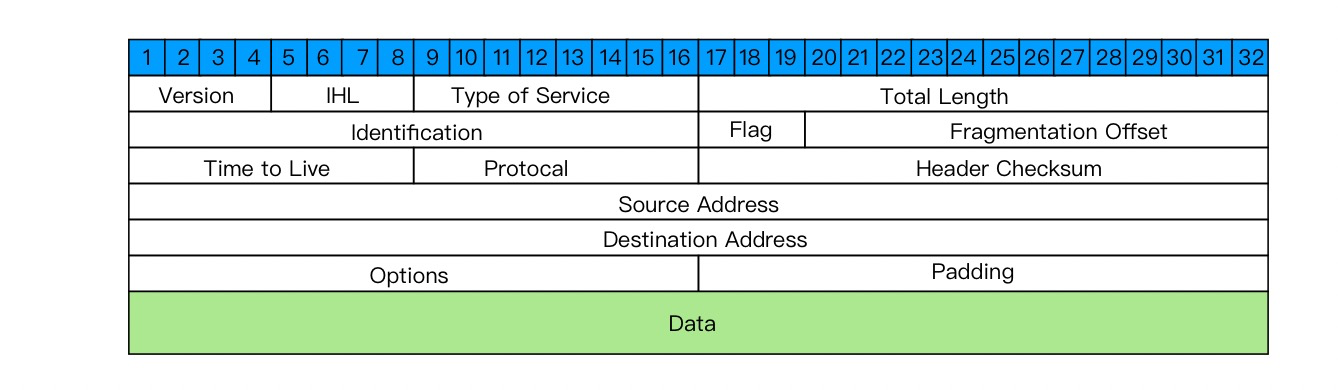 1 2 3 4 5 6 7 8 9 10 11 12 13 14 15 16 17 18 19 20 21 22 23 24 25 26 27 28 29 30 31 32
Version IHL Type of Service Total Length
Identification Flag Fragmentation Offset
Time to Live Protocal Header Checksum
Source Address
Destination Address
Options Padding
Data